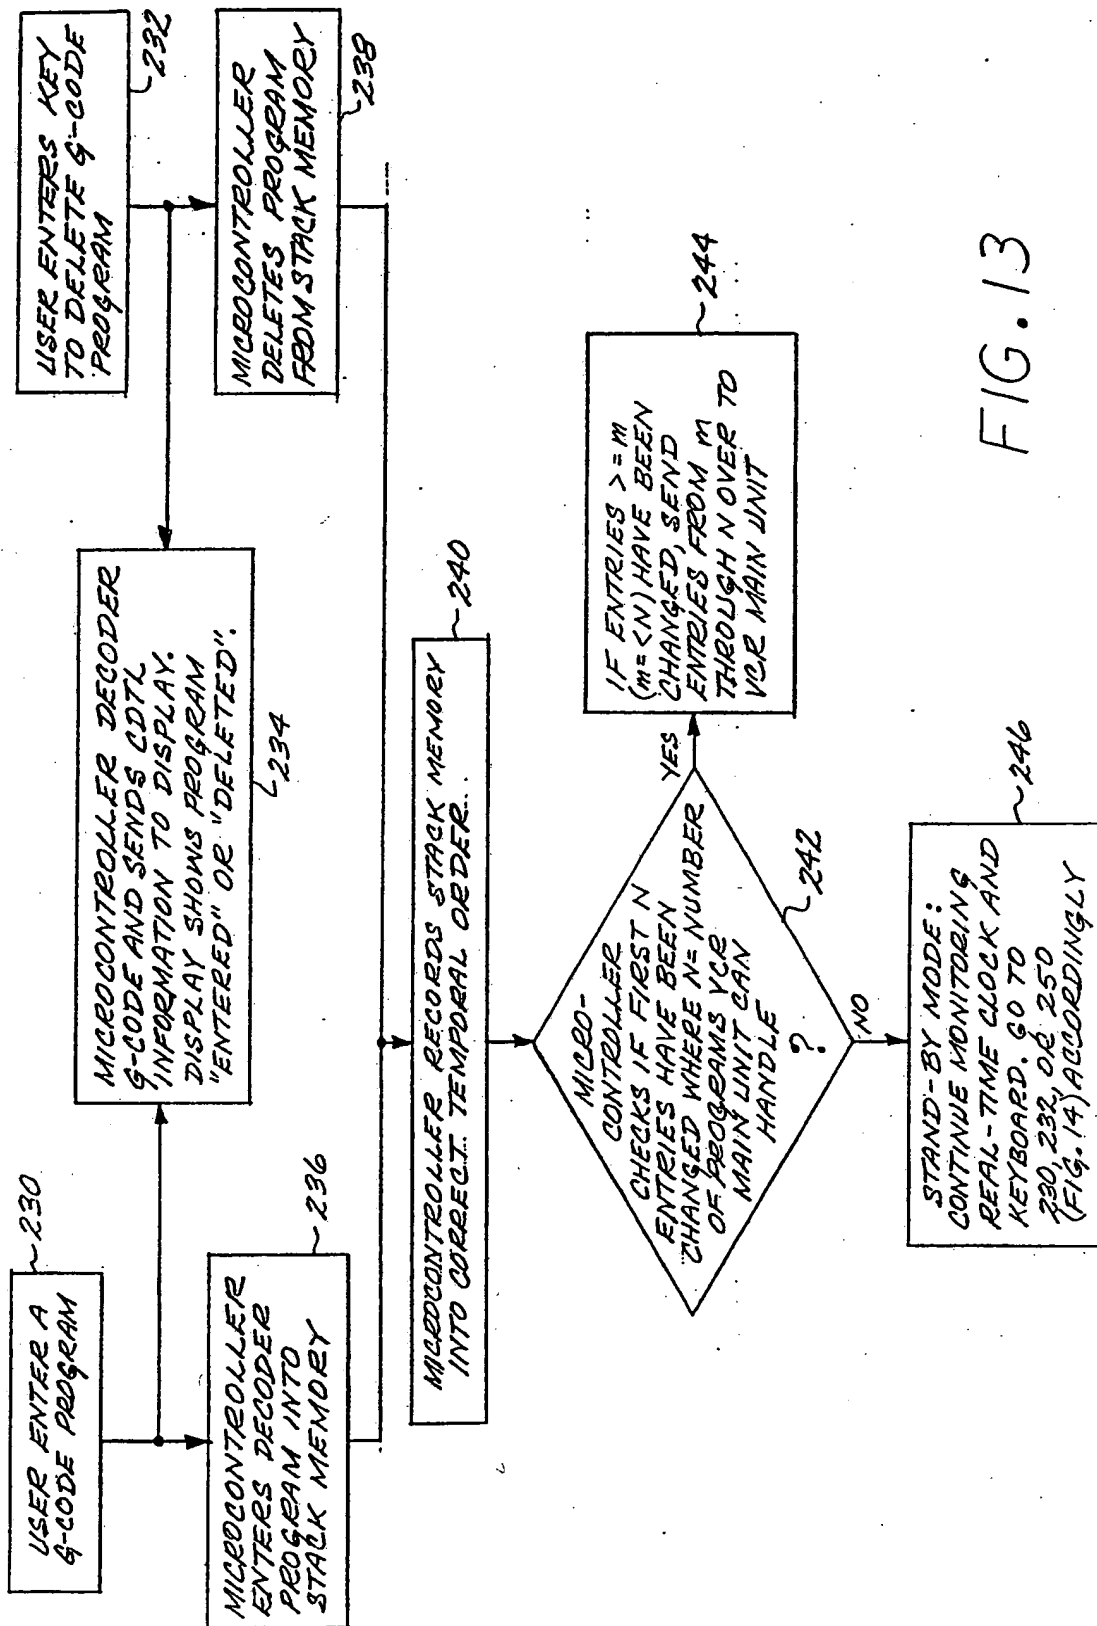 USER ENTER A
G-CODE PROGRAM
230
USER ENTERS KEY
TO DELETE G-CODE
PROGRAM
232
MICROCONTROLLER DECODER
G-CODE AND SENDS CDTL
INFORMATION TO DISPLAY.
DISPLAY SHOWS PROGRAM
"ENTERED" OR "DELETED".
234
MICROCONTROLLER
ENTERS DECODER
PROGRAM INTO
STACK MEMORY
236
MICROCONTROLLER
DELETES PROGRAM
FROM STACK MEMORY
238
MICRDCONTROLLER RECORDS STACK MEMORY
INTO CORRECT TEMPORAL ORDER...
240
MICRO-
CONTROLLER
CHECKS IF FIRST N
ENTRIES HAVE BEEN
CHANGED WHERE N= NUMBER
OF PROGRAMS VCR
MAIN UNIT CAN
HANDLE
?
242
YES
NO
IF ENTRIES >=m
(m=<N) HAVE BEEN
CHANGED, SEND
ENTRIES FROM m
THROUGH N OVER TO
VCR MAIN UNIT
244
STAND-BY MODE:
CONTINUE MONITORING
REAL-TIME CLOCK AND
KEYBOARD. GO TO
230, 232, OR 250
(FIG. 14) ACCORDINGLY
246
FIG. 13